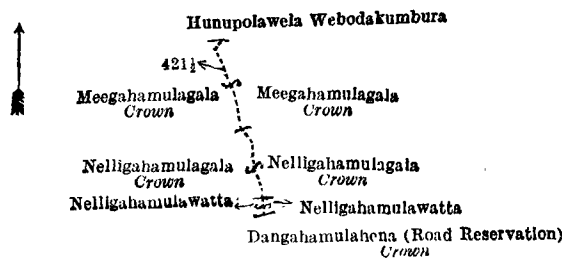 Hunupolawela Webodakumbura
421½
Meegahamulagala Meegahamulagala
Crown Crown
Nelligahamulagala Nelligahamulagala
Crown Crown
Nelligahamulawatta Nelligahamulawatta
Dangahamulahena (Road Reservation)
Crown